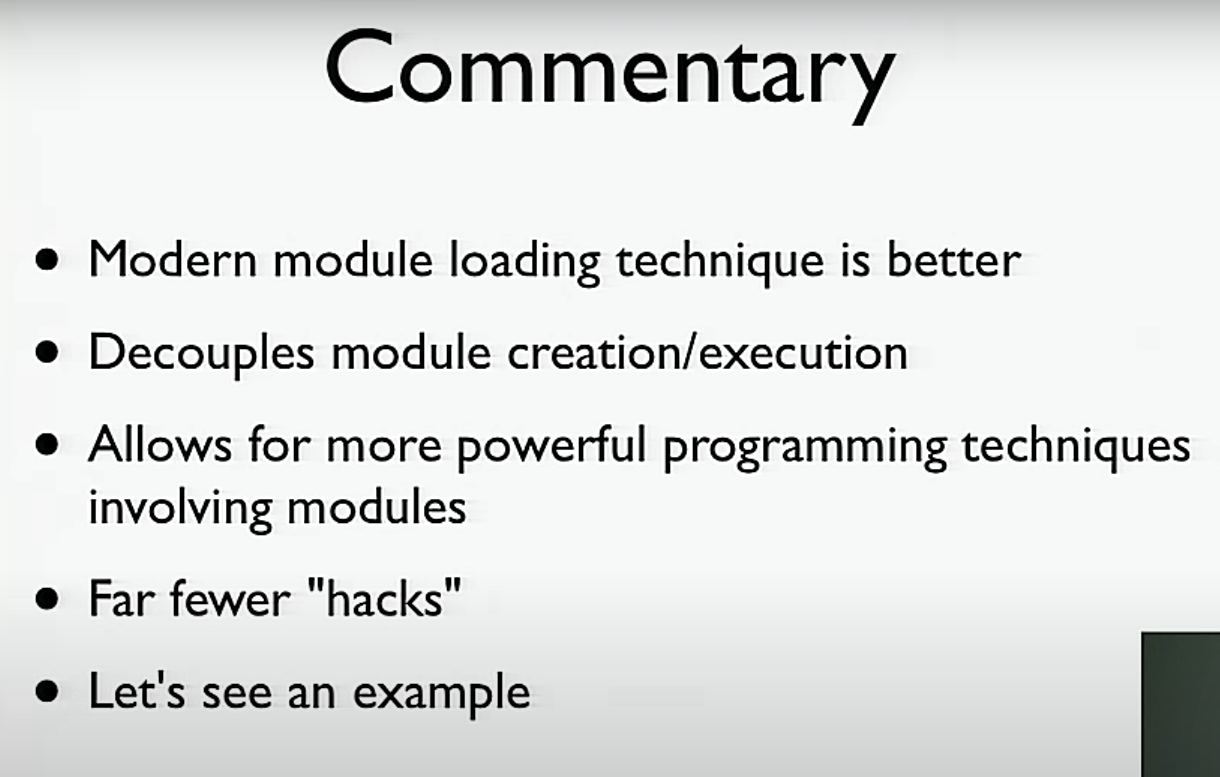 Commentary
• Modern module loading technique is better
• Decouples module creation/execution
• Allows for more powerful programming techniques
involving modules
• Far fewer "hacks"
• Let's see an example